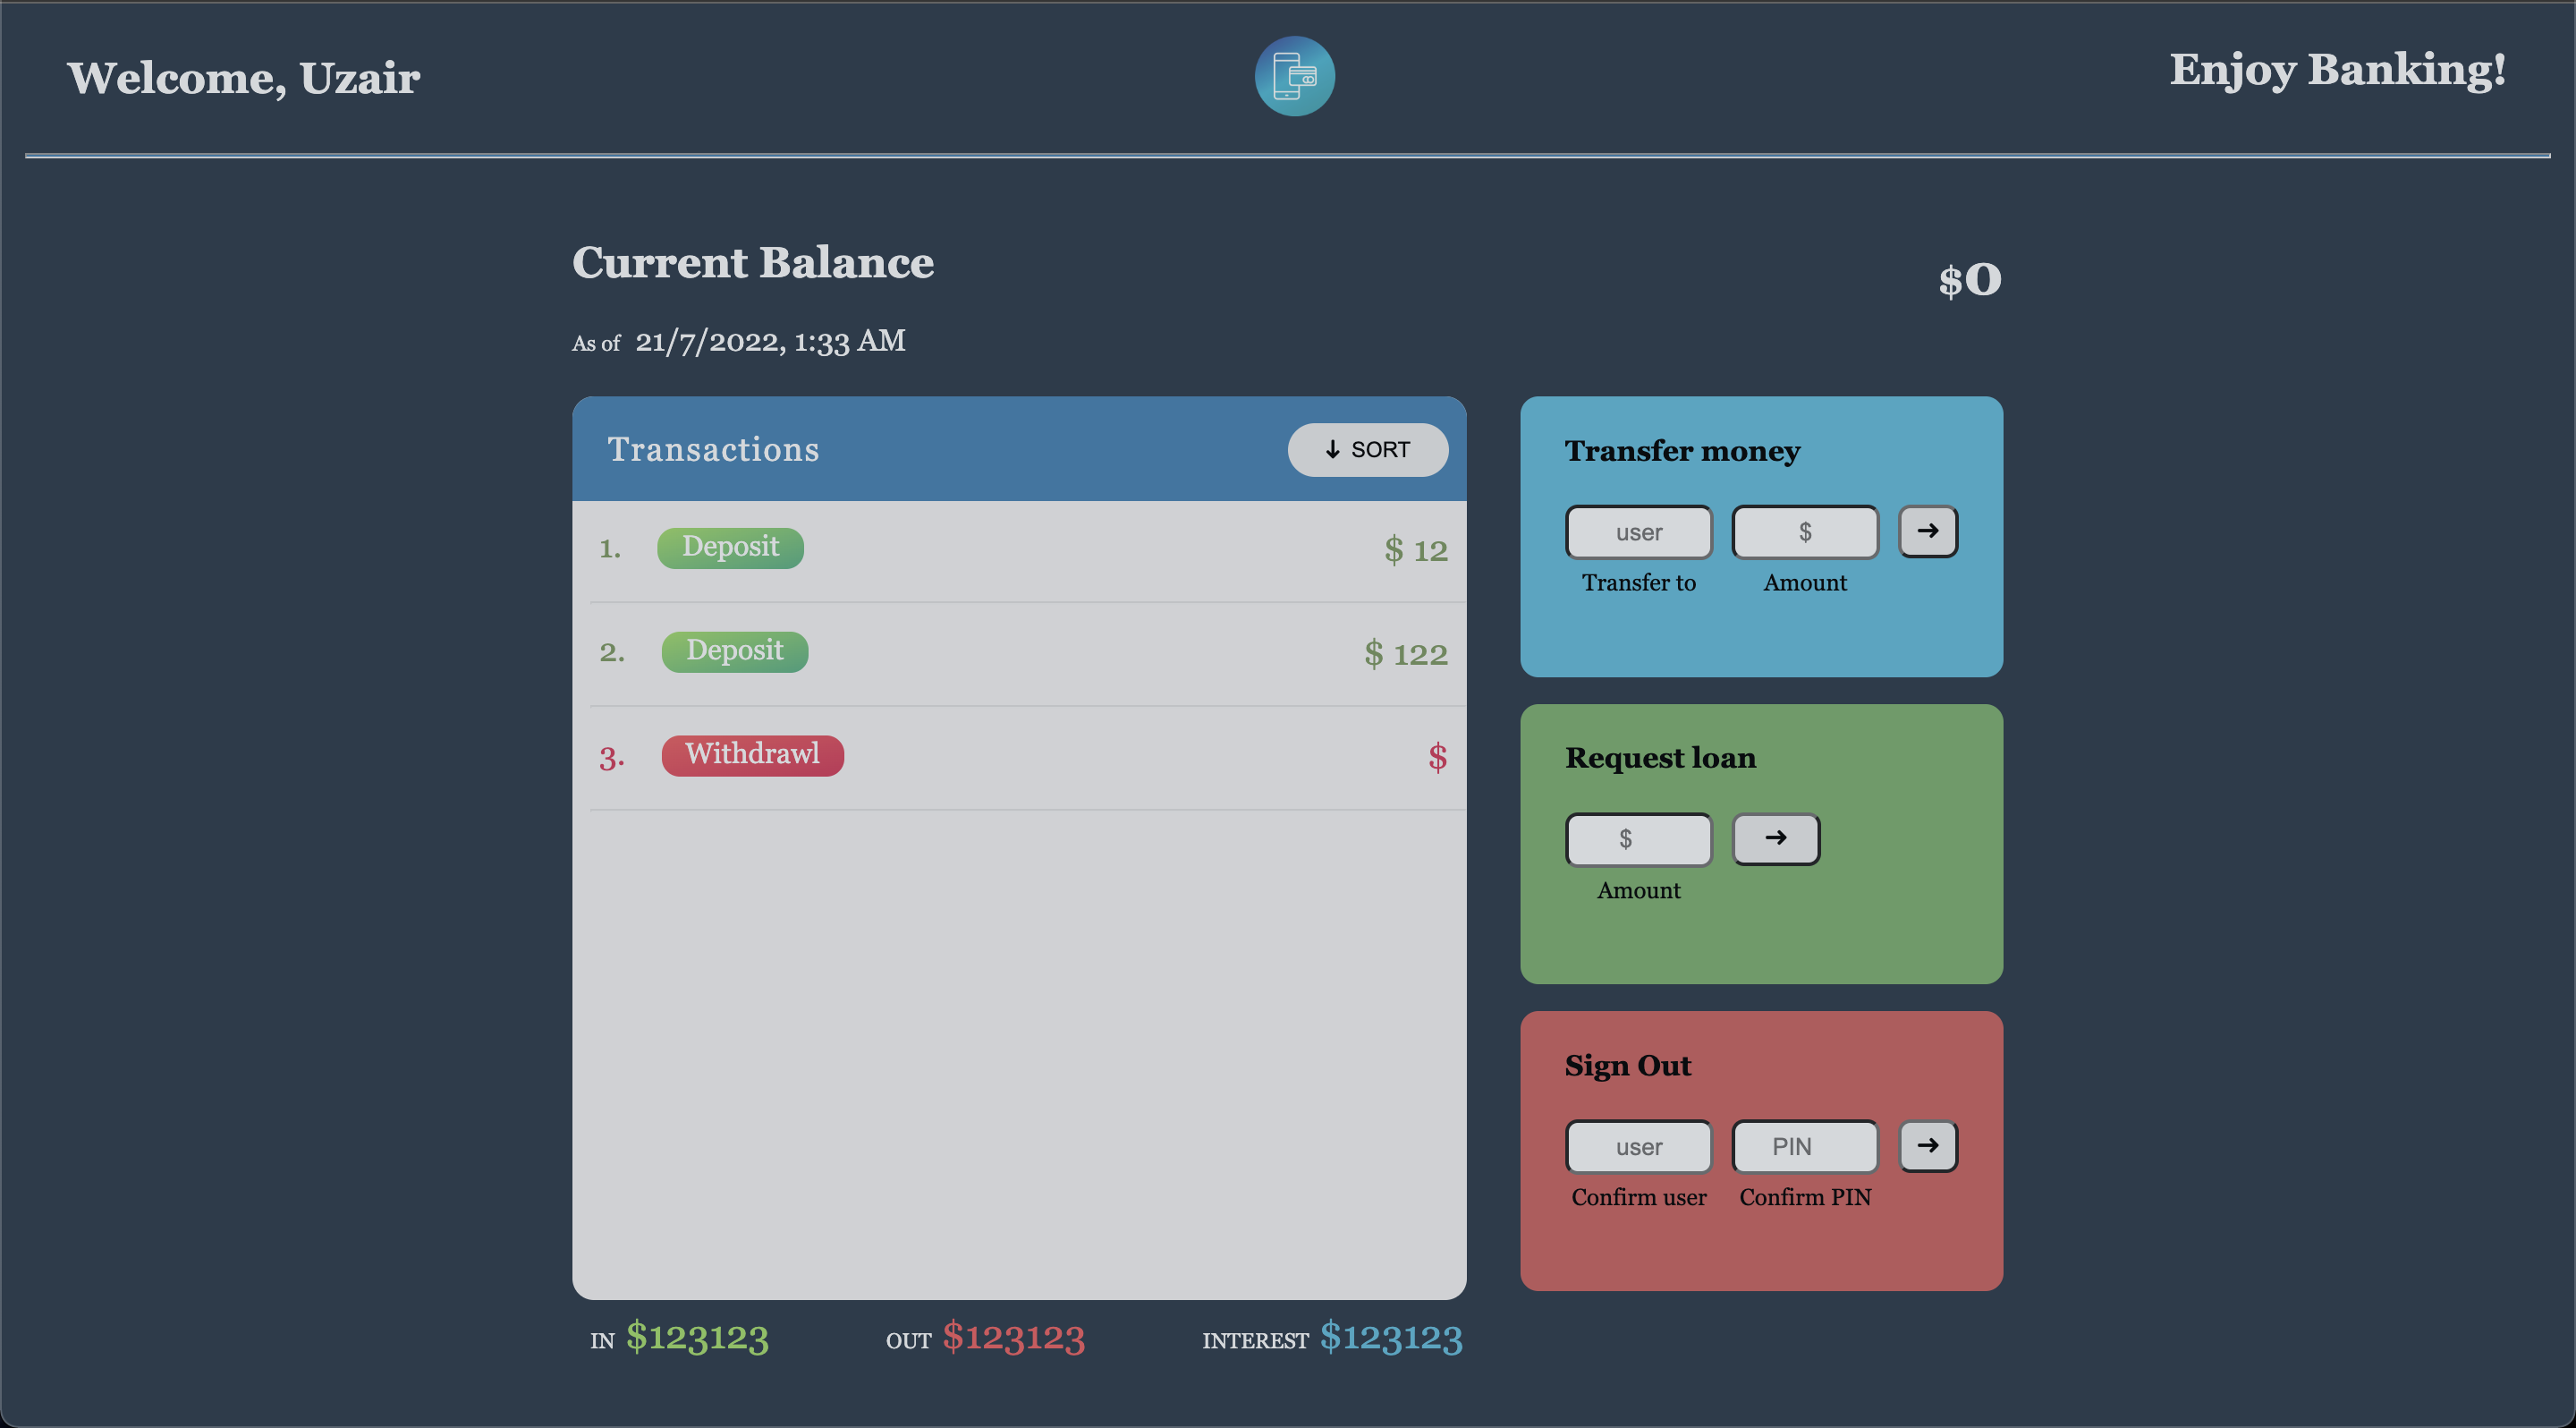 Welcome, Uzair
Enjoy Banking!
Current Balance
$0
As of 21/7/2022, 1:33 AM
Transactions
↓ SORT
1. Deposit $ 12
2. Deposit $ 122
3. Withdrawl $
Transfer money
user $ →
Transfer to Amount
Request loan
$ →
Amount
Sign Out
user PIN →
Confirm user Confirm PIN
IN $123123 OUT $123123 INTEREST $123123